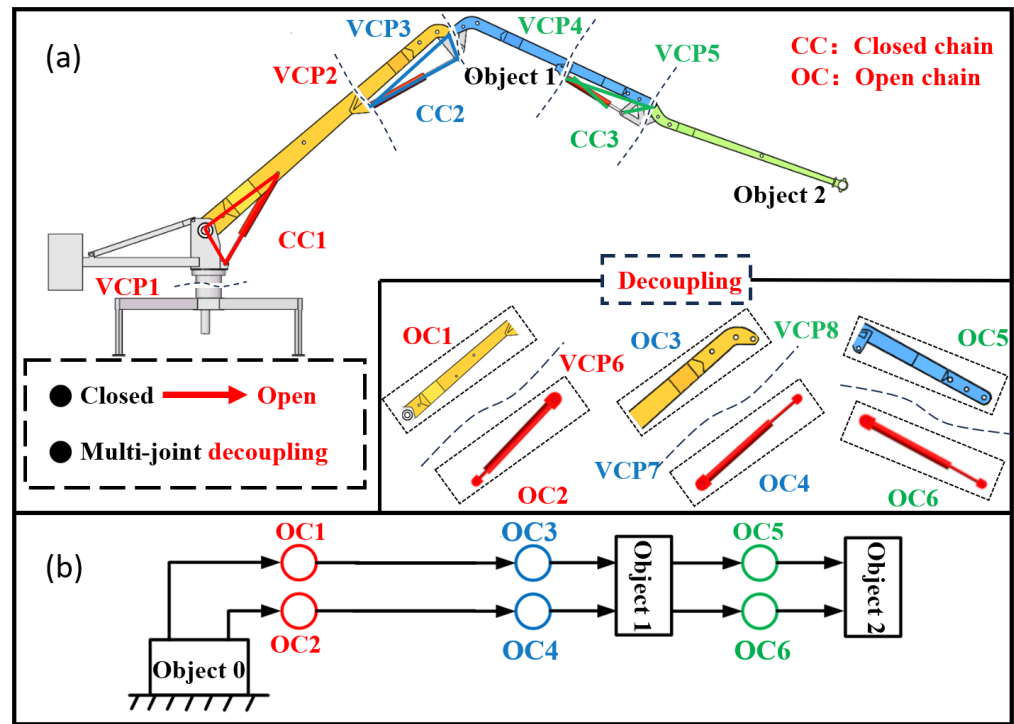 (a)
VCP3
VCP4
VCP2
Object 1
VCP5
CC: Closed chain
OC: Open chain
CC2
CC3
Object 2
CC1
VCP1
Decoupling
OC1
OC3
VCP8
OC5
VCP6
VCP7
OC2
OC4
OC6
Closed Open
Multi-joint decoupling
(b)
OC1
OC3
OC5
Object 1
Object 2
OC2
OC4
OC6
Object 0